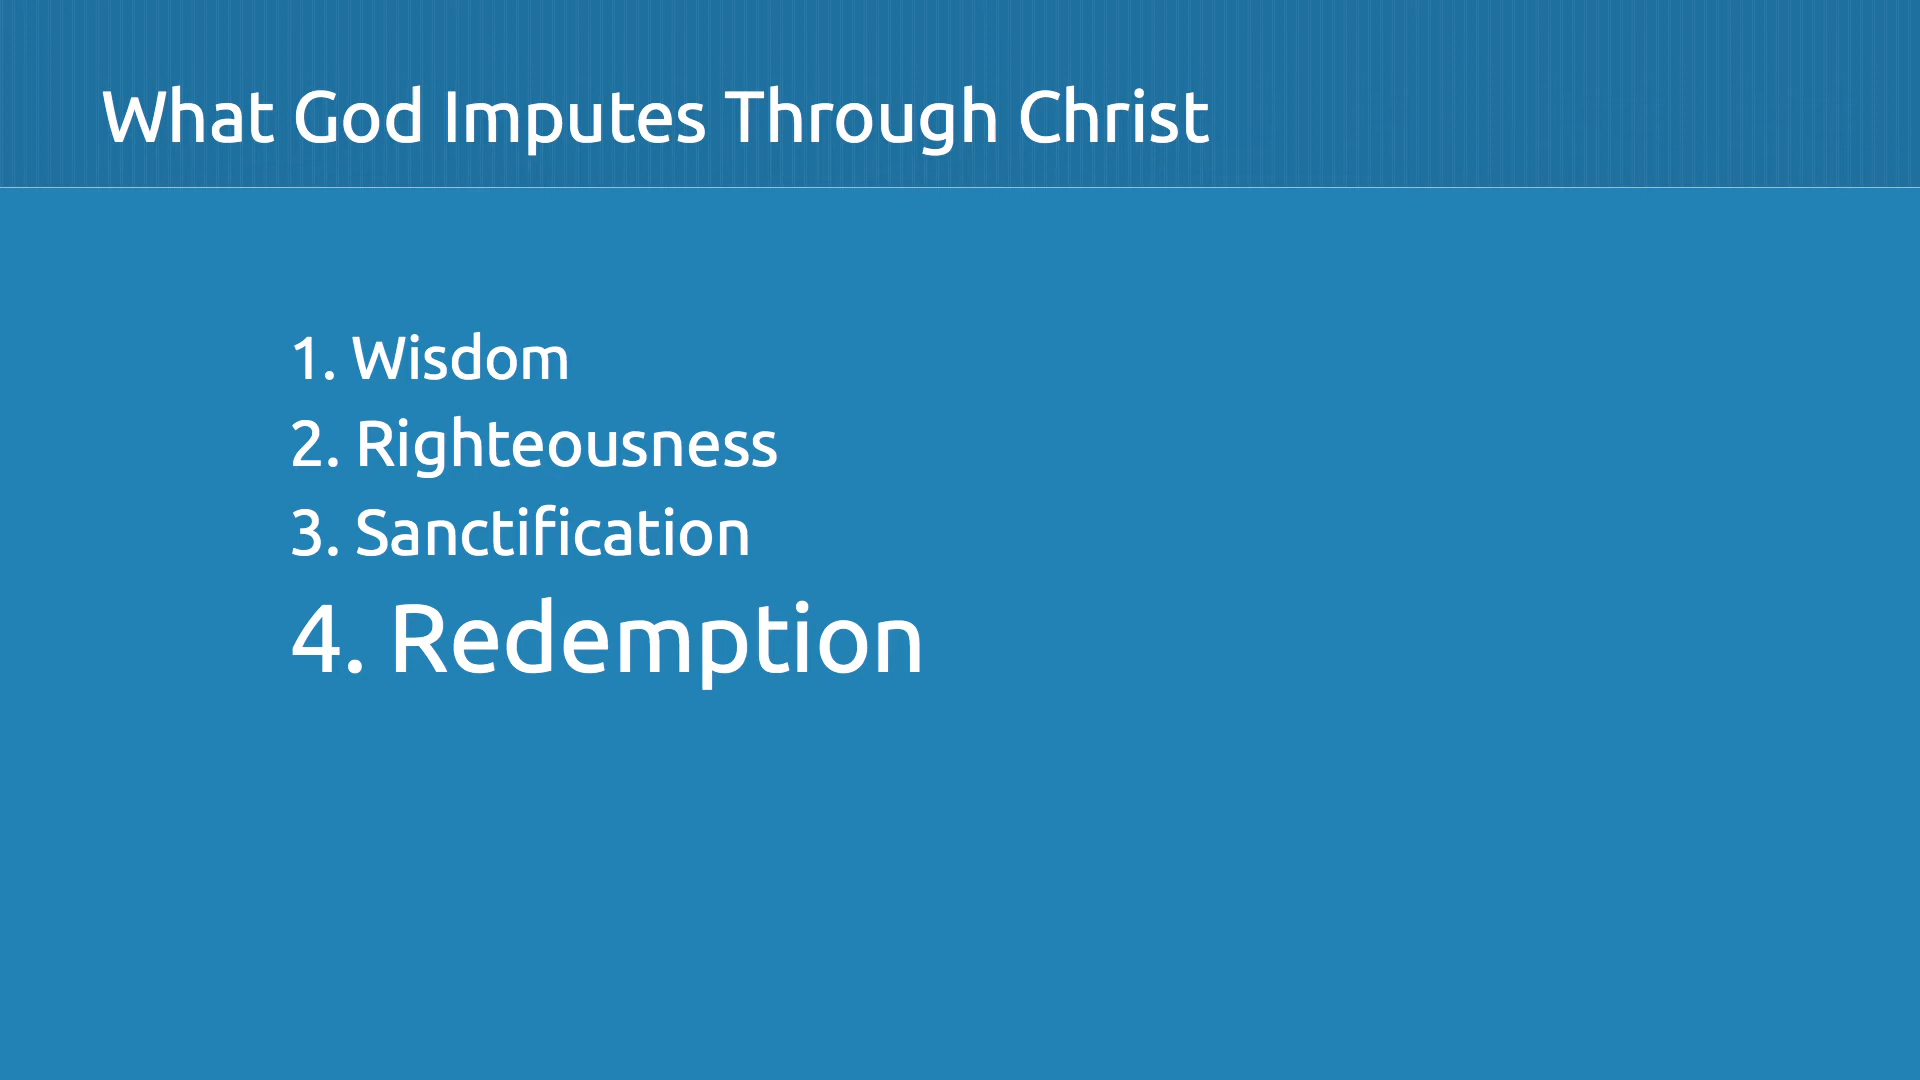 What God Imputes Through Christ
1. Wisdom
2. Righteousness
3. Sanctification
4. Redemption